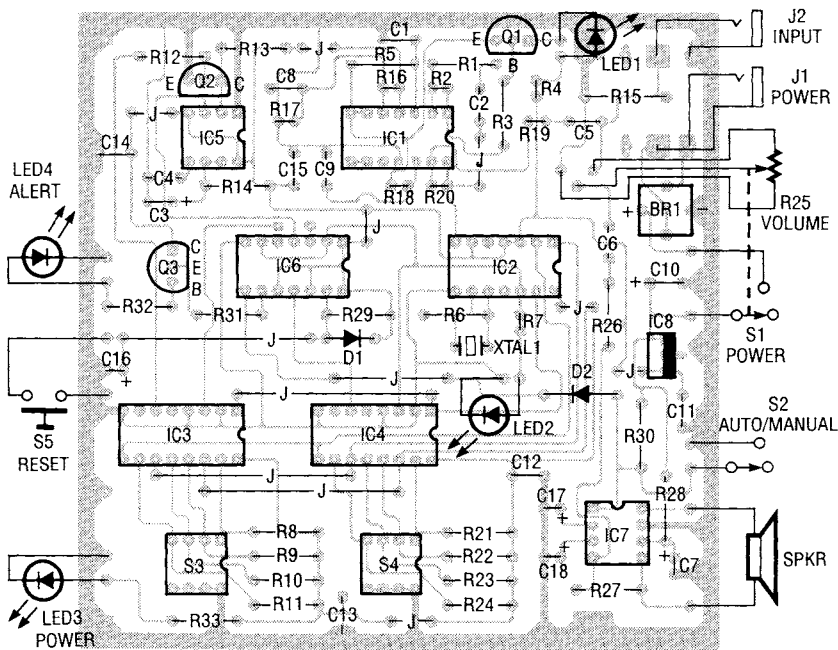 J2
INPUT
J1
POWER
R25
VOLUME
S1
POWER
S2
AUTO/MANUAL
SPKR
LED4
ALERT
S5
RESET
LED3
POWER
R12
R13
J
C1
E
Q1
C
B
LED1
E
Q2
C
B
C8
R5
R16
R1
R2
R4
R15
J
R17
C2
R3
IC5
IC1
R19
C5
C14
J
C4
R14
C15
C9
R18
R20
C3
+
+
BR1
-
J
C
E
B
Q3
IC6
IC2
C6
C10
+
R32
R31
R29
R6
R7
J
R26
IC8
J
D1
XTAL1
C16
+
J
D2
J
J
C11
LED2
IC3
IC4
R30
J
C12
J
C17
+
R28
R8
R21
IC7
S3
R9
S4
R22
C18
+
+
C7
R10
R23
R11
R24
R27
R33
C13
J